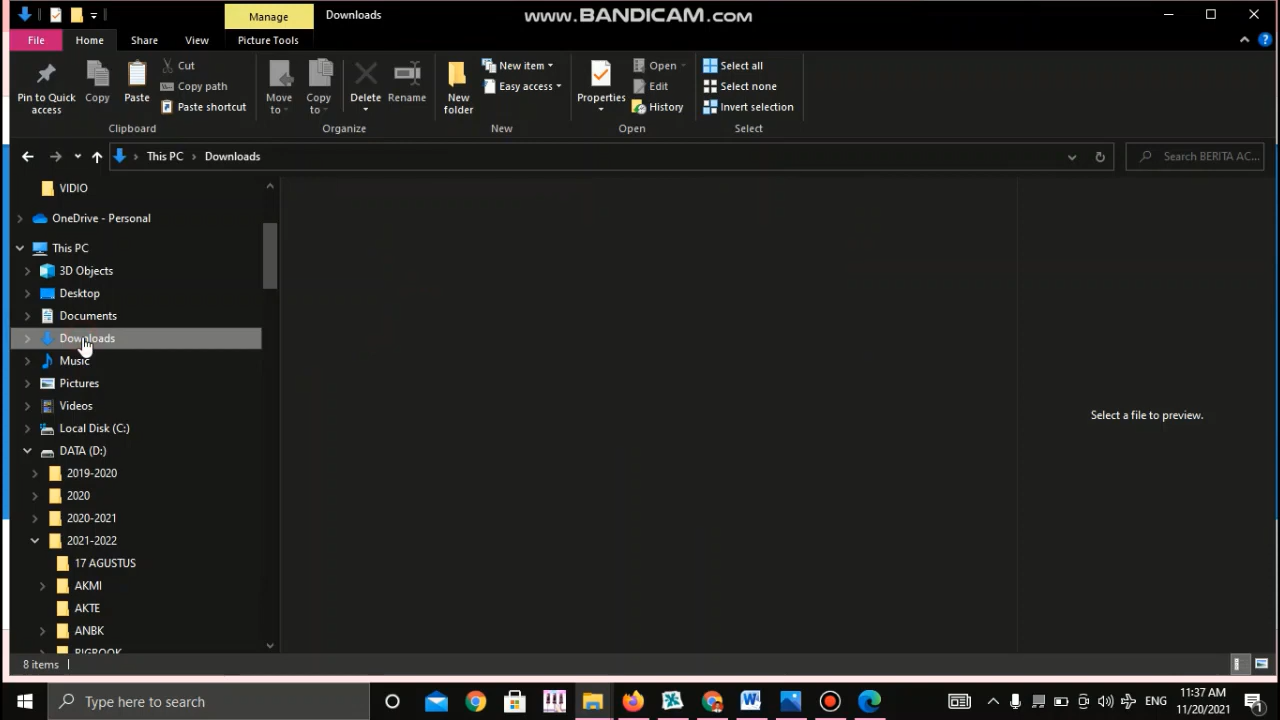 Manage
Downloads
www.BANDICAM.com
File
Home
Share
View
Picture Tools
Pin to Quick access
Copy
Paste
Cut
Copy path
Paste shortcut
Clipboard
Move to
Copy to
Delete
Rename
Organize
New folder
New item
Easy access
New
Properties
Open
Edit
History
Open
Select all
Select none
Invert selection
Select
This PC > Downloads
Search BERITA AC...
VIDIO
OneDrive - Personal
This PC
3D Objects
Desktop
Documents
Downloads
Music
Pictures
Videos
Local Disk (C:)
DATA (D:)
2019-2020
2020
2020-2021
2021-2022
17 AGUSTUS
AKMI
AKTE
ANBK
BIGBOOK
Select a file to preview.
8 items
Type here to search
ENG
11:37 AM
11/20/2021
1